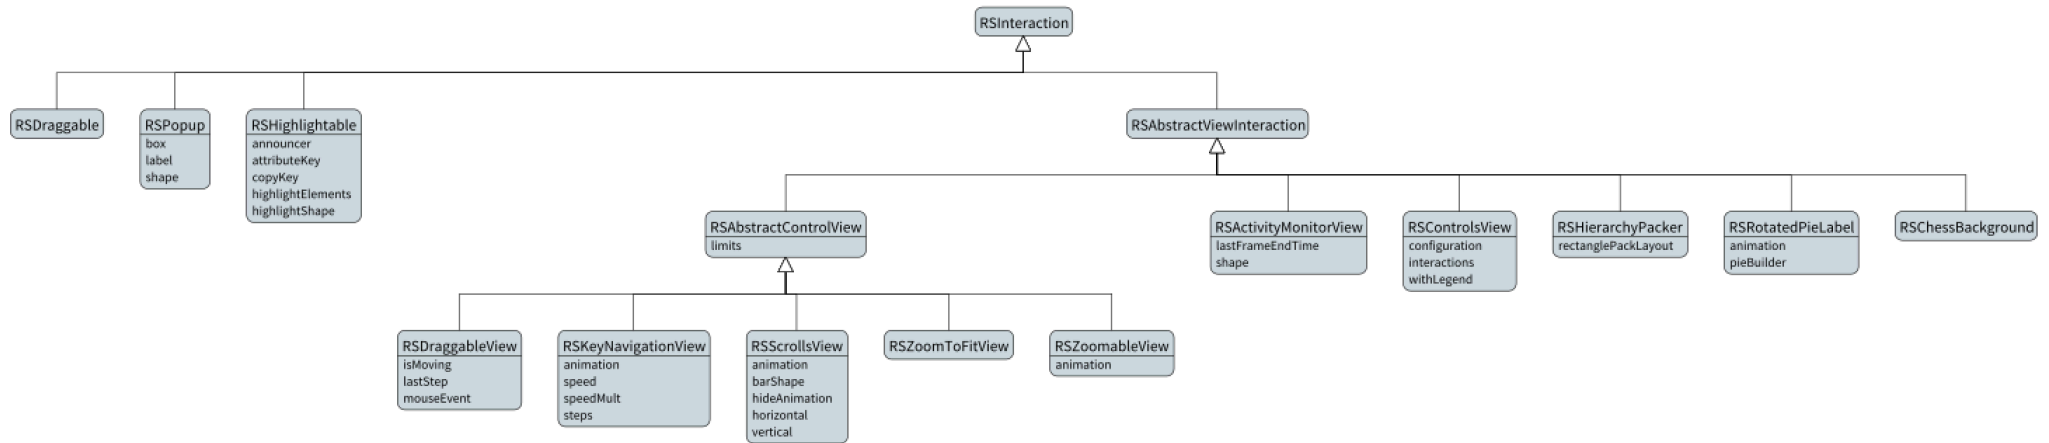 RSInteraction
RSDraggable
RSPopup
box
label
shape
RSHighlightable
announcer
attributeKey
copyKey
highlightElements
highlightShape
RSAbstractViewInteraction
RSAbstractControlView
limits
RSActivityMonitorView
lastFrameEndTime
shape
RSControlsView
configuration
interactions
withLegend
RSHierarchyPacker
rectanglePackLayout
RSRotatedPieLabel
animation
pieBuilder
RSChessBackground
RSDraggableView
isMoving
lastStep
mouseEvent
RSKeyNavigationView
animation
speed
speedMult
steps
RSScrollsView
animation
barShape
hideAnimation
horizontal
vertical
RSZoomToFitView
RSZoomableView
animation